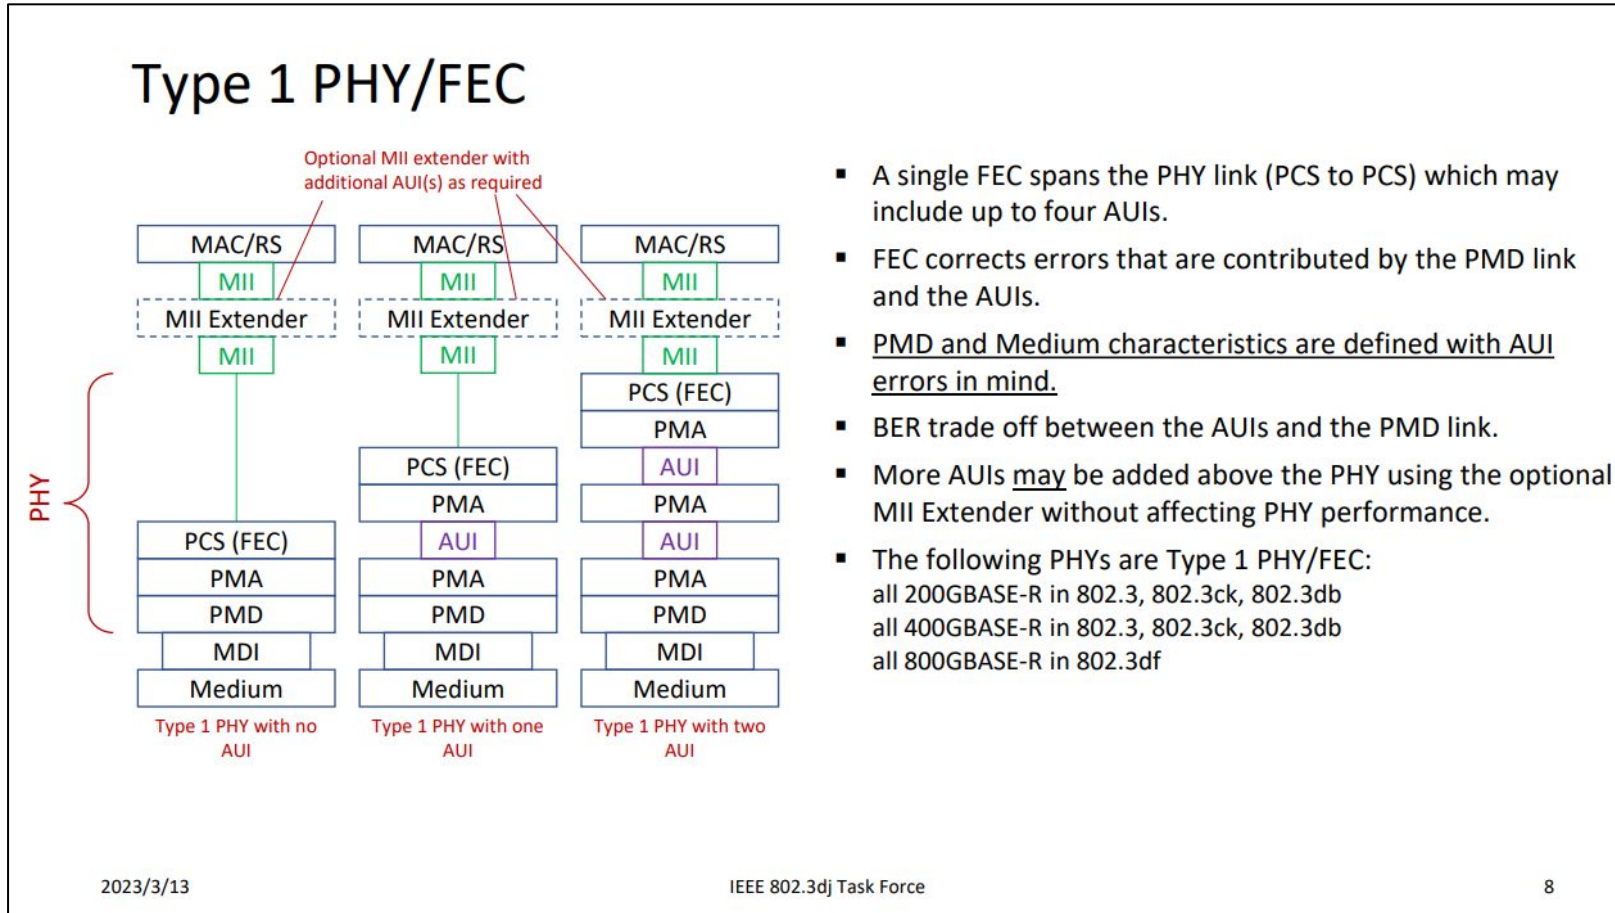 Type 1 PHY/FEC
Optional MII extender with
additional AUI(s) as required
MAC/RS
MII
MII Extender
MII
PCS (FEC)
PMA
PMD
MDI
Medium
Type 1 PHY with no
AUI
MAC/RS
MII
MII Extender
MII
PCS (FEC)
PMA
AUI
PMA
PMD
MDI
Medium
Type 1 PHY with one
AUI
MAC/RS
MII
MII Extender
MII
PCS (FEC)
PMA
AUI
PMA
AUI
PMA
PMD
MDI
Medium
Type 1 PHY with two
AUI
PHY
▪ A single FEC spans the PHY link (PCS to PCS) which may
include up to four AUIs.
▪ FEC corrects errors that are contributed by the PMD link
and the AUIs.
▪ PMD and Medium characteristics are defined with AUI
errors in mind.
▪ BER trade off between the AUIs and the PMD link.
▪ More AUIs may be added above the PHY using the optional
MII Extender without affecting PHY performance.
▪ The following PHYs are Type 1 PHY/FEC:
all 200GBASE-R in 802.3, 802.3ck, 802.3db
all 400GBASE-R in 802.3, 802.3ck, 802.3db
all 800GBASE-R in 802.3df
2023/3/13
IEEE 802.3dj Task Force
8